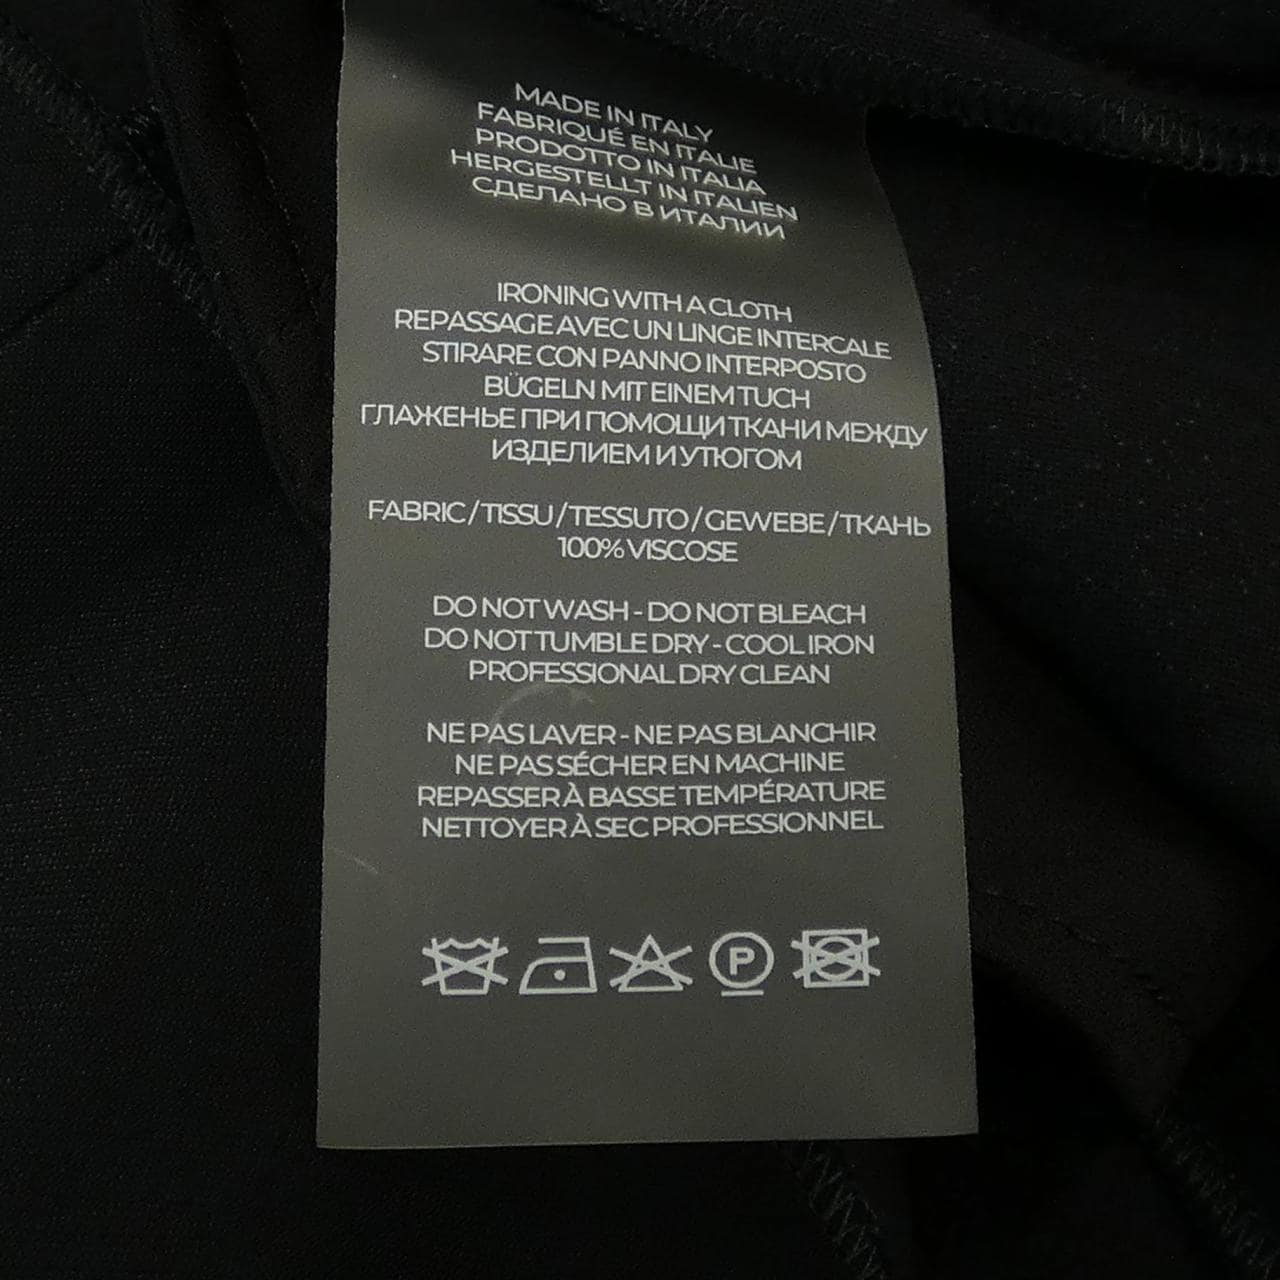 MADE IN ITALY
FABRIQUÉ EN ITALIE
PRODOTTO IN ITALIA
HERGESTELLT IN ITALIEN
СДЕЛАНО В ИТАЛИИ
IRONING WITH A CLOTH
REPASSAGE AVEC UN LINGE INTERCALE
STIRARE CON PANNO INTERPOSTO
BÜGELN MIT EINEM TUCH
ГЛАЖЕНЬЕ ПРИ ПОМОЩИ ТКАНИ МЕЖДУ
ИЗДЕЛИЕМ И УТЮГОМ
FABRIC / TISSU / TESSUTO / GEWEBE / ТКАНЬ
100% VISCOSE
DO NOT WASH - DO NOT BLEACH
DO NOT TUMBLE DRY - COOL IRON
PROFESSIONAL DRY CLEAN
NE PAS LAVER - NE PAS BLANCHIR
NE PAS SÉCHER EN MACHINE
REPASSER À BASSE TEMPÉRATURE
NETTOYER À SEC PROFESSIONNEL
P